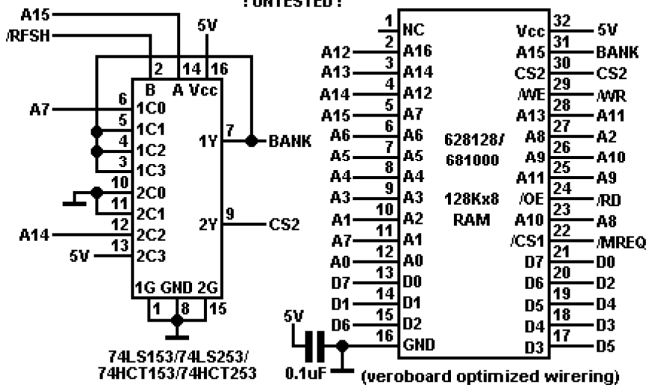 ! UNTESTED !
A15
/RFSH
5V
2 14 16
B A Vcc
A7 6 1C0
5 1C1
4 1C2
3 1C3
10 2C0
11 2C1
A14 12 2C2
5V 13 2C3
1Y 7 BANK
2Y 9 CS2
1G GND 2G
1 8 15
74LS153/74LS253/
74HCT153/74HCT253
1 NC Vcc 32 5V
A12 2 A16 A15 31 BANK
A13 3 A14 CS2 30 CS2
A14 4 A12 /WE 29 /WR
A15 5 A7 A13 28 A11
A6 6 A6 A8 27 A2
A5 7 A5 A9 26 A10
A4 8 A4 A11 25 A9
A3 9 A3 /OE 24 /RD
A1 10 A2 A10 23 A8
A7 11 A1 /CS1 22 /MREQ
A0 12 A0 D7 21 D0
D7 13 D0 D6 20 D2
D1 14 D1 D5 19 D4
D6 15 D2 D4 18 D3
16 GND D3 17 D5
628128/
681000
128Kx8
RAM
5V
0.1uF
(veroboard optimized wirering)